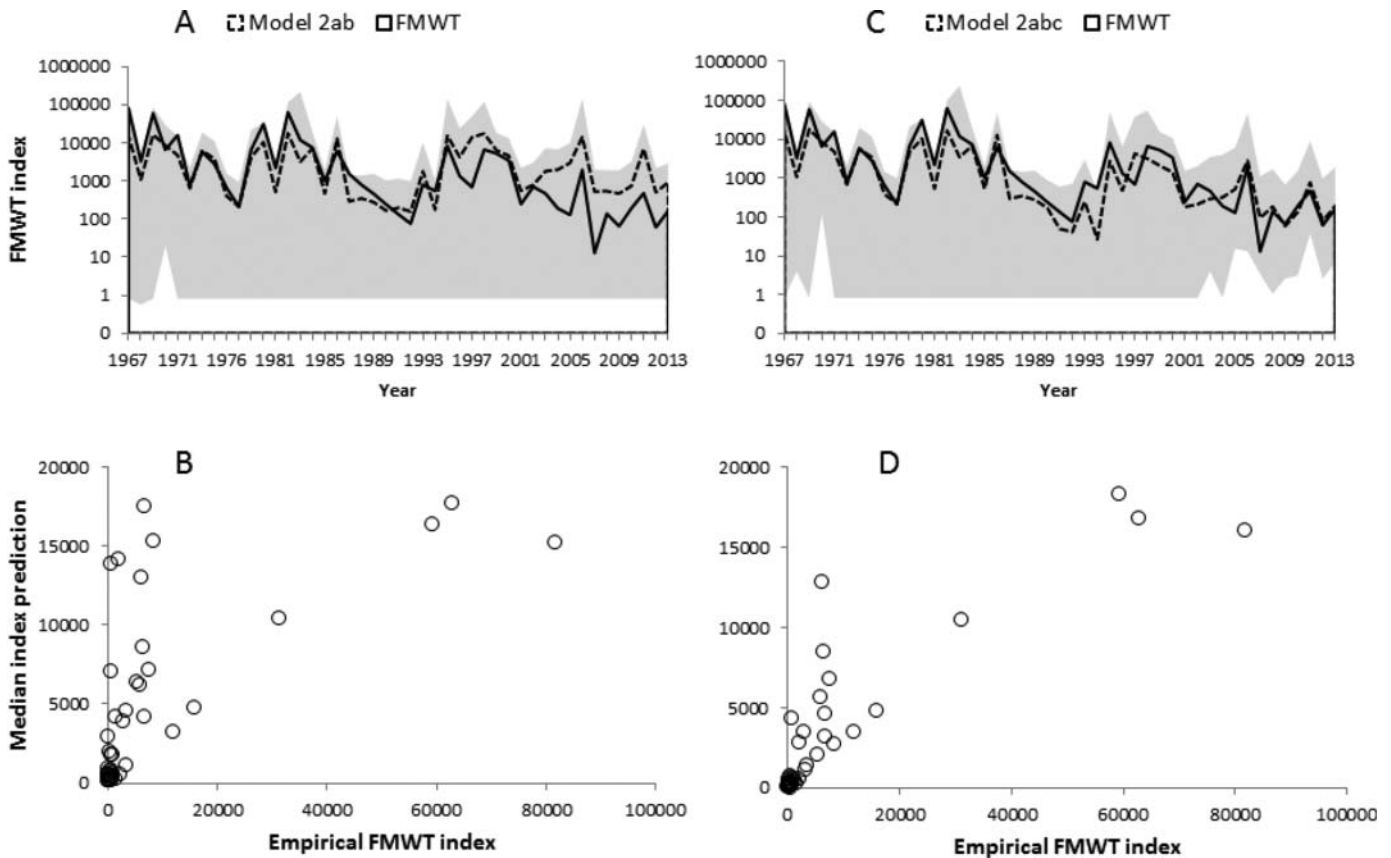 A Model 2ab FMWT
FMWT index
1000000
100000
10000
1000
100
10
1
0
1967 1971 1976 1981 1985 1989 1993 1997 2001 2005 2009 2013
Year
C Model 2abc FMWT
1000000
100000
10000
1000
100
10
1
0
1967 1971 1976 1981 1985 1989 1993 1997 2001 2005 2009 2013
Year
B
Median index prediction
20000
15000
10000
5000
0
0 20000 40000 60000 80000 100000
Empirical FMWT index
D
20000
15000
10000
5000
0
0 20000 40000 60000 80000 100000
Empirical FMWT index